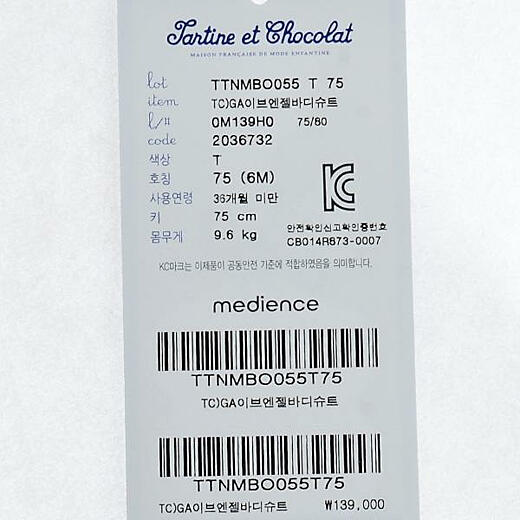 Tartine et Chocolat
MAISON FRANÇAISE DE MODE ENFANTINE
lot TTNMBO055 T 75
item TC)GA이브엔젤바디슈트
l/# 0M139H0 75/80
code 2036732
색상 T
호칭 75 (6M)
사용연령 36개월 미만
키 75 cm
몸무게 9.6 kg
안전확인신고확인증번호
CB014R873-0007
KC마크는 이제품이 공통안전 기준에 적합하였음을 의미합니다.
medience
TTNMBO055T75
TC)GA이브엔젤바디슈트
TTNMBO055T75
TC)GA이브엔젤바디슈트 ₩139,000